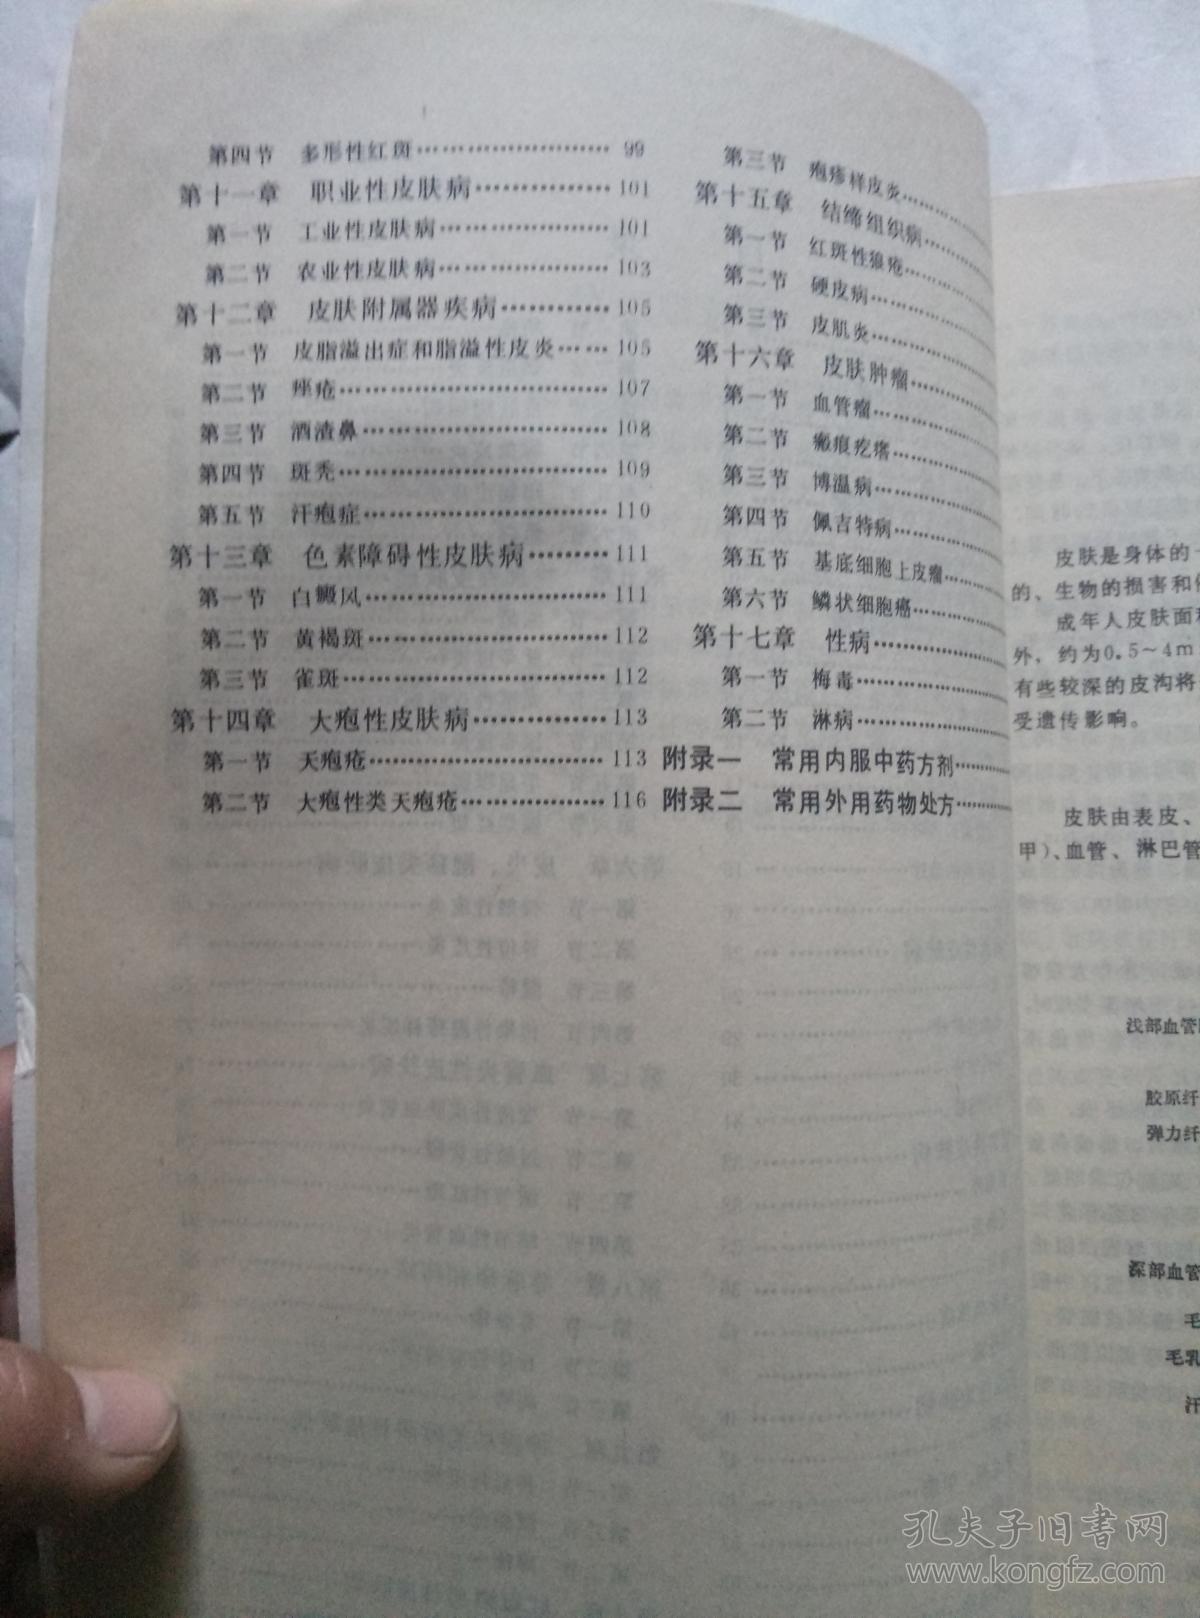 第四节 多形性红斑………………………… 99
第十一章 职业性皮肤病……………… 101
第一节 工业性皮肤病…………………… 101
第二节 农业性皮肤病…………………… 103
第十二章 皮肤附属器疾病…………… 105
第一节 皮脂溢出症和脂溢性皮炎…… 105
第二节 痤疮………………………………… 107
第三节 酒渣鼻…………………………… 108
第四节 斑秃………………………………… 109
第五节 汗疱症…………………………… 110
第十三章 色素障碍性皮肤病………… 111
第一节 白癜风…………………………… 111
第二节 黄褐斑…………………………… 112
第三节 雀斑………………………………… 112
第十四章 大疱性皮肤病……………… 113
第一节 天疱疮…………………………… 113
第二节 大疱性类天疱疮………………… 116
第三节 疱疹样皮炎…………
第十五章 结缔组织病…………
第一节 红斑性狼疮…………
第二节 硬皮病……………
第三节 皮肌炎……………
第十六章 皮肤肿瘤…………
第一节 血管瘤……………
第二节 瘢痕疙瘩…………
第三节 博温病……………
第四节 佩吉特病…………
第五节 基底细胞上皮瘤……
第六节 鳞状细胞癌…………
第十七章 性病………………
第一节 梅毒………………
第二节 淋病………………
附录一 常用内服中药方剂………
附录二 常用外用药物处方………
皮肤是身体的
的、生物的损害和
成年人皮肤面
外，约为0.5～4m
有些较深的皮沟将
受遗传影响。
皮肤由表皮、
甲）、血管、淋巴管
浅部血管
胶原纤
弹力纤
深部血管
毛
毛乳
汗
孔夫子旧书网
www.kongfz.com